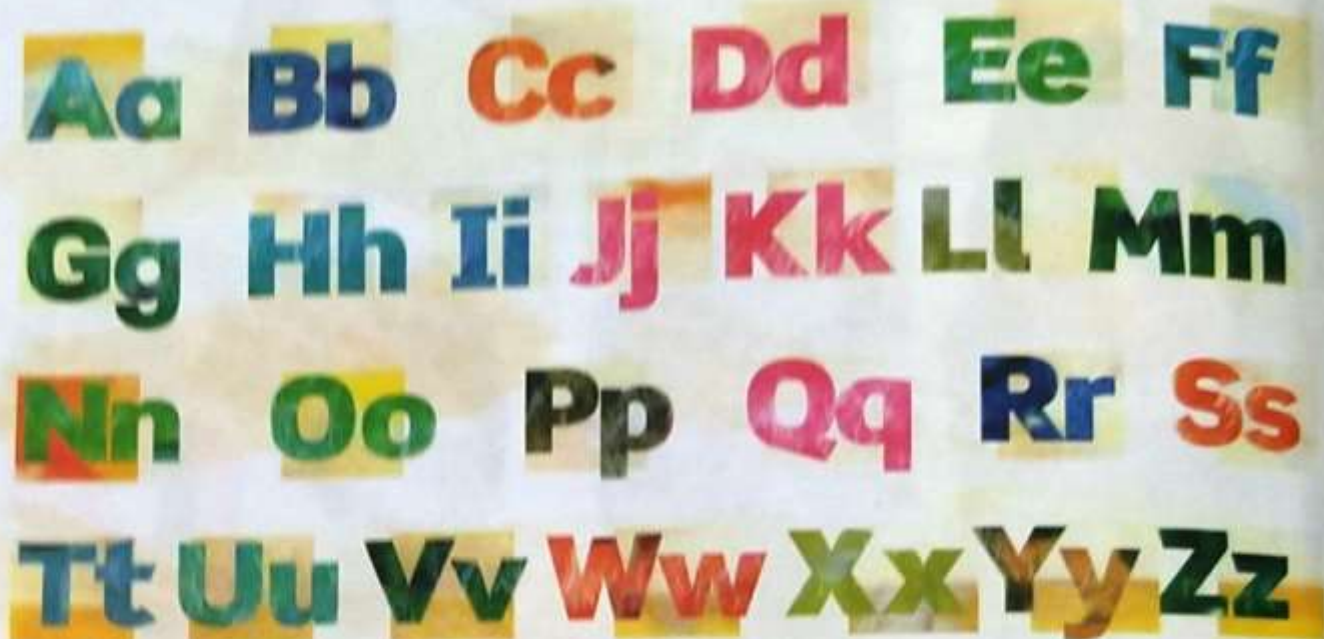 Aa Bb Cc Dd Ee Ff
Gg Hh Ii Jj Kk Ll Mm
Nn Oo Pp Qq Rr Ss
Tt Uu Vv Ww Xx Yy Zz